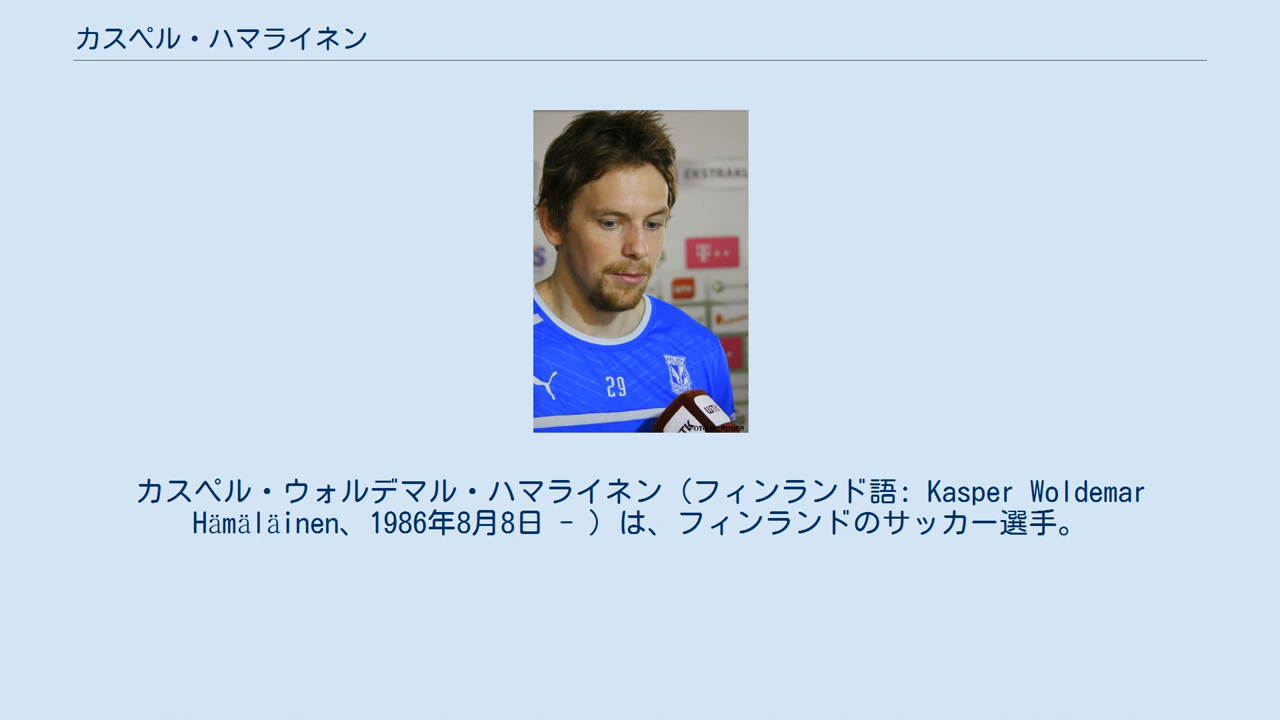 カスペル・ハマライネン
EKSTRAKL
S
T
29
カスペル・ウォルデマル・ハマライネン（フィンランド語: Kasper Woldemar
Hämäläinen、1986年8月8日 - ）は、フィンランドのサッカー選手。